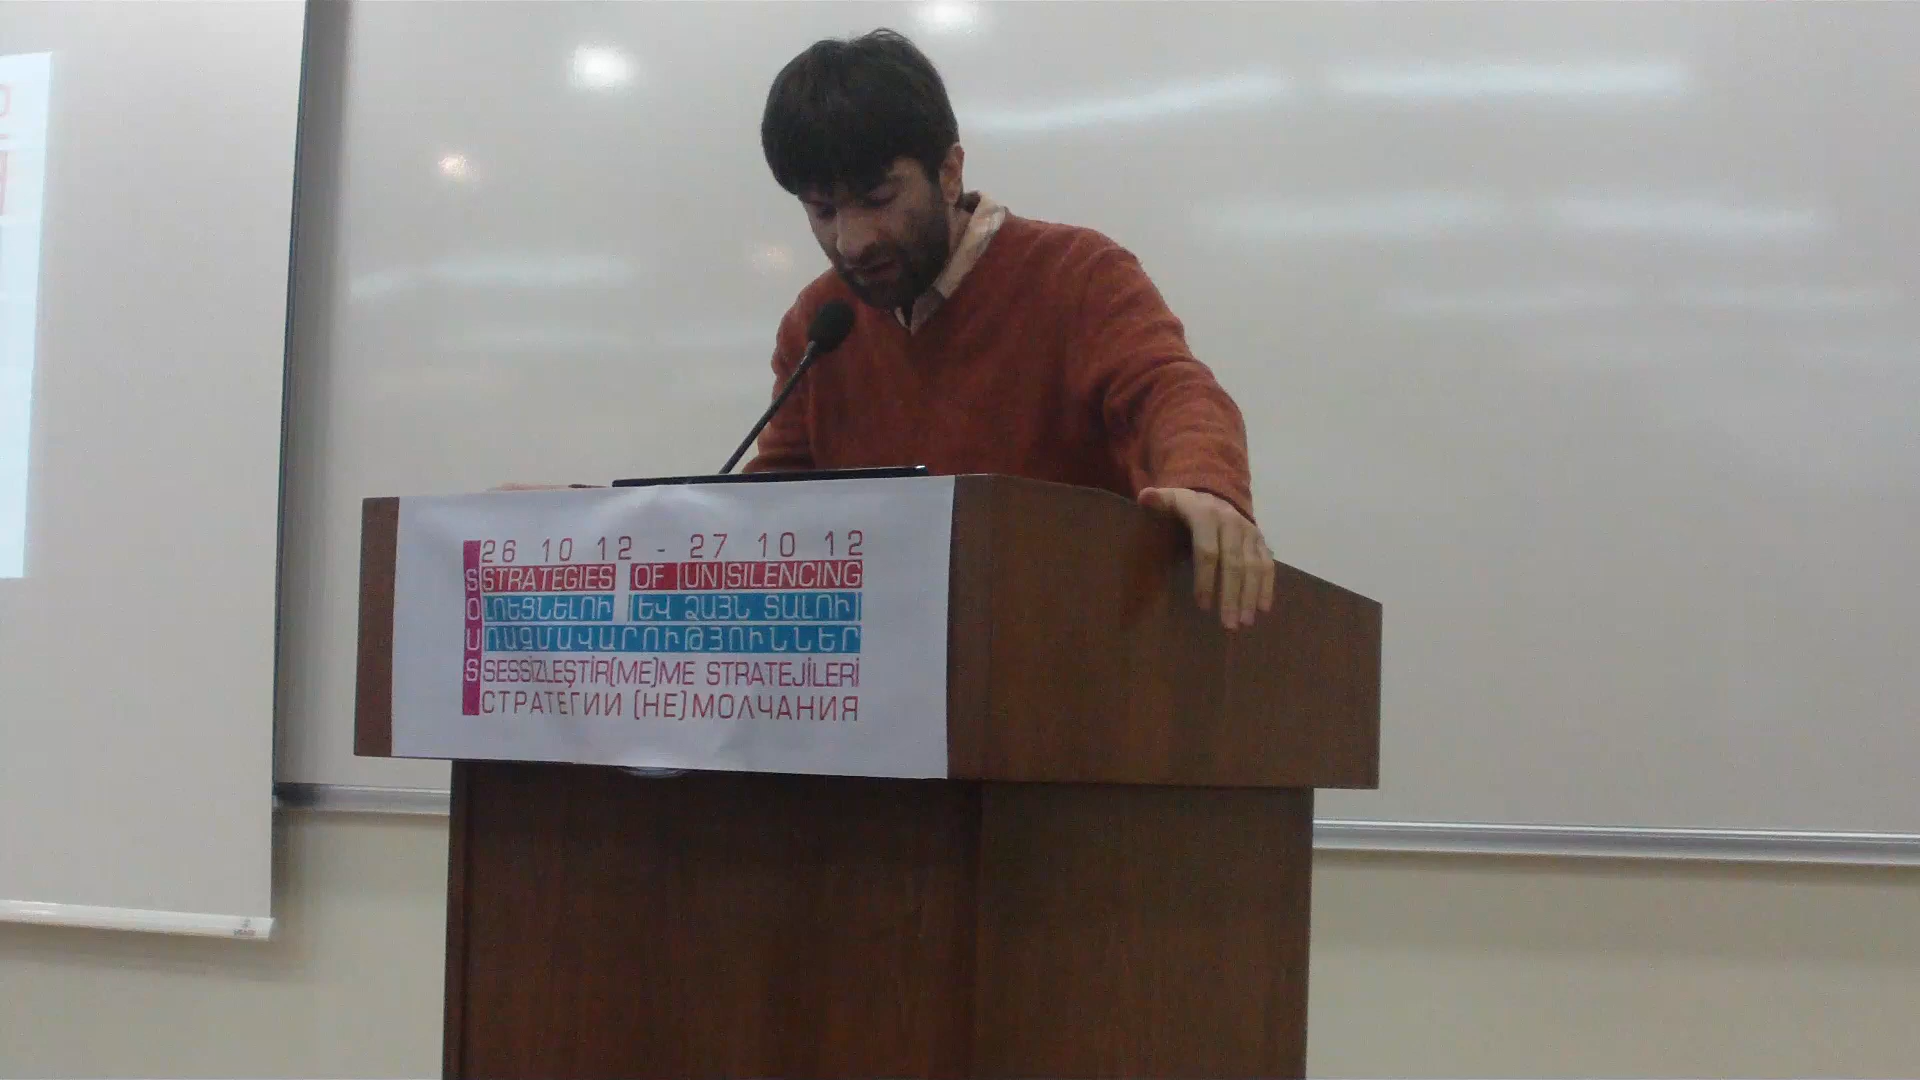 26 10 12 - 27 10 12
STRATEGIES OF [UN]SILENCING
ԼՌԵՑՆԵԼՈՒ [ԵՎ ՁԱՅՆ ՏԱԼՈՒ]
ՌԱԶՄԱՎԱՐՈՒԹՅՈՒՆՆԵՐ
SESSİZLEŞTİR[ME]ME STRATEJİLERİ
СТРАТЕГИИ [НЕ]МОЛЧАНИЯ
SOUS